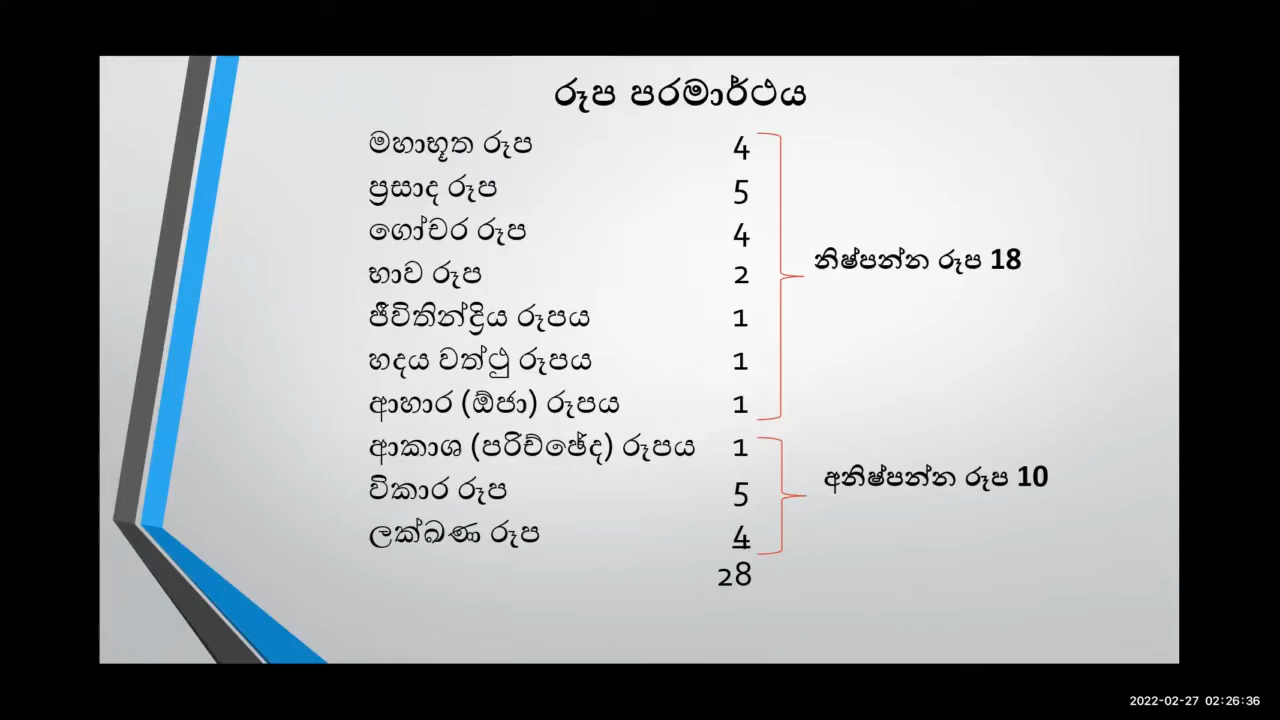 රූප පරමාර්ථය
මහාභූත රූප 4
ප්‍රසාද රූප 5
ගෝචර රූප 4
භාව රූප 2
ජීවිතින්ද්‍රිය රූපය 1
හදය වත්ථු රූපය 1
ආහාර (ඕජා) රූපය 1
නිෂ්පන්න රූප 18
ආකාශ (පරිච්ඡේද) රූපය 1
විකාර රූප 5
ලක්ඛණ රූප 4
28
අනිෂ්පන්න රූප 10
2022-02-27 02:26:36